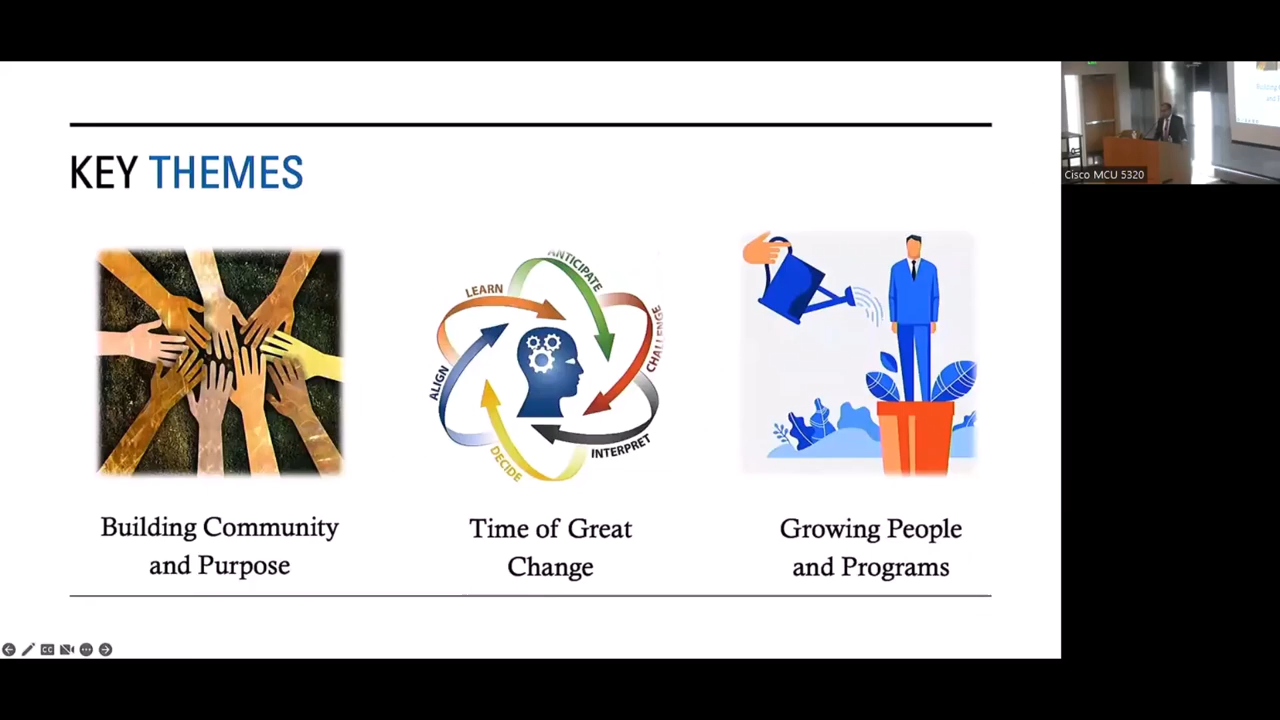 KEY THEMES
LEARN
ANTICIPATE
CHALLENGE
ALIGN
DECIDE
INTERPRET
Building Community
and Purpose
Time of Great
Change
Growing People
and Programs
Cisco MCU 5320
CC